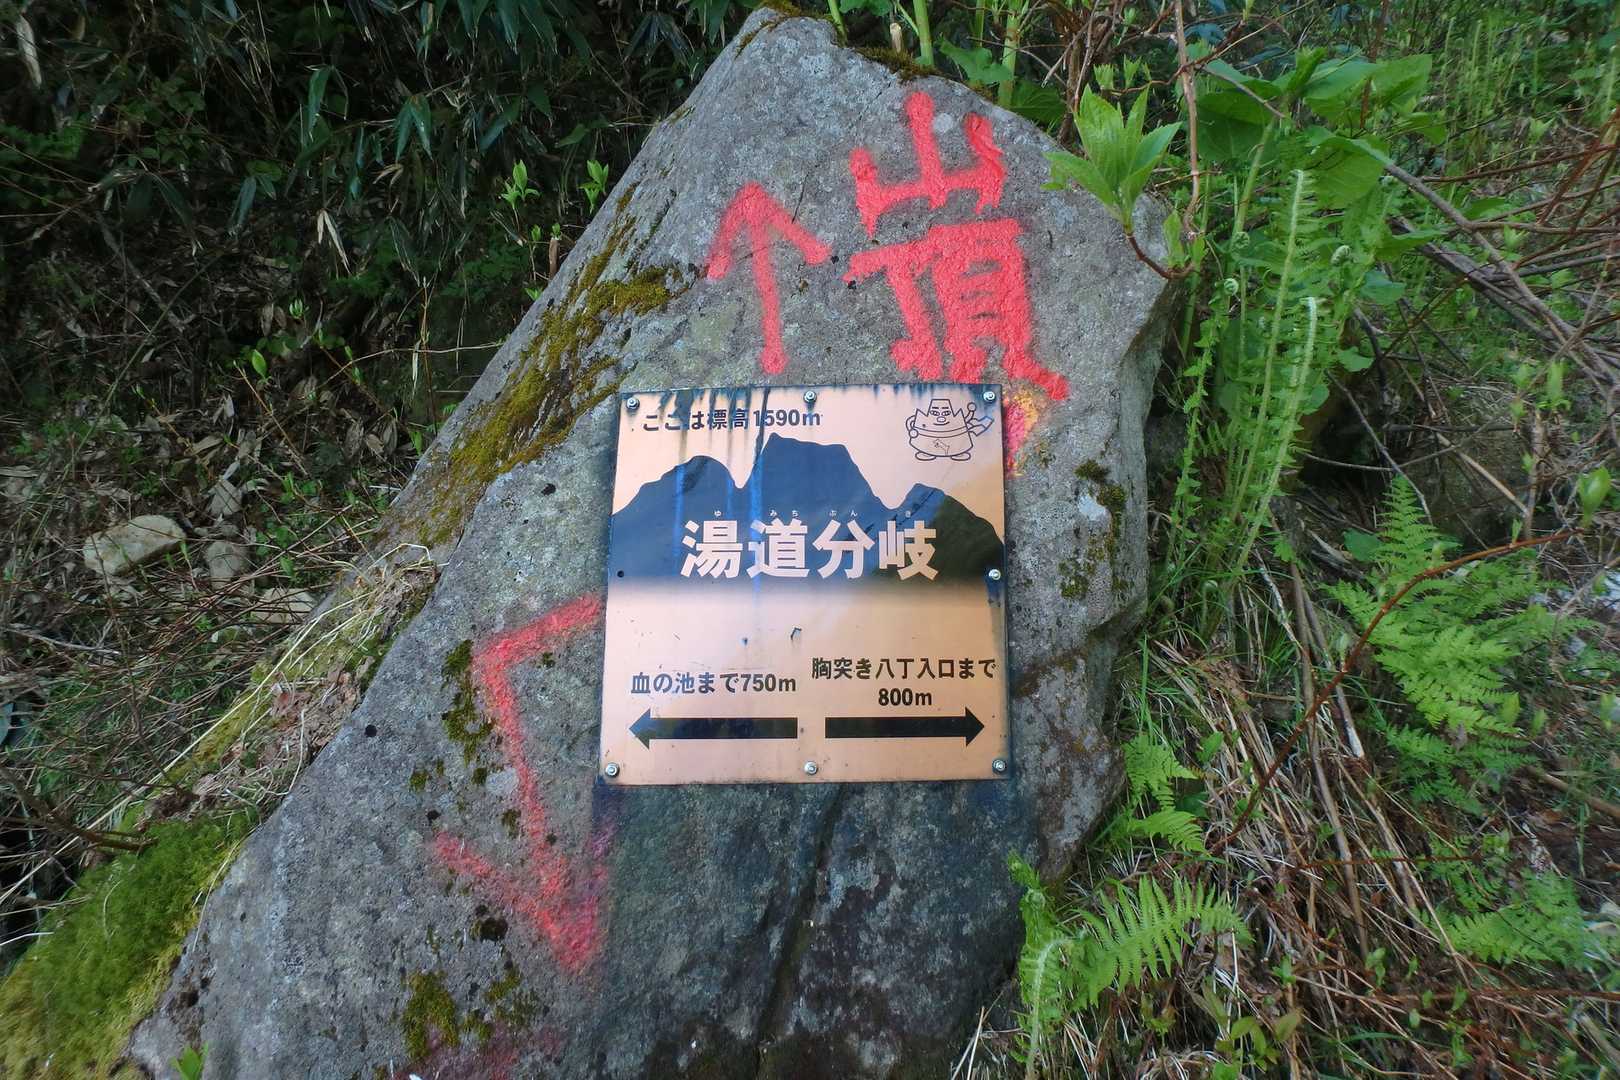 山
頂
ここは標高1590m
ゆ み ち ぶ ん き
湯道分岐
血の池まで750m
胸突き八丁入口まで
800m